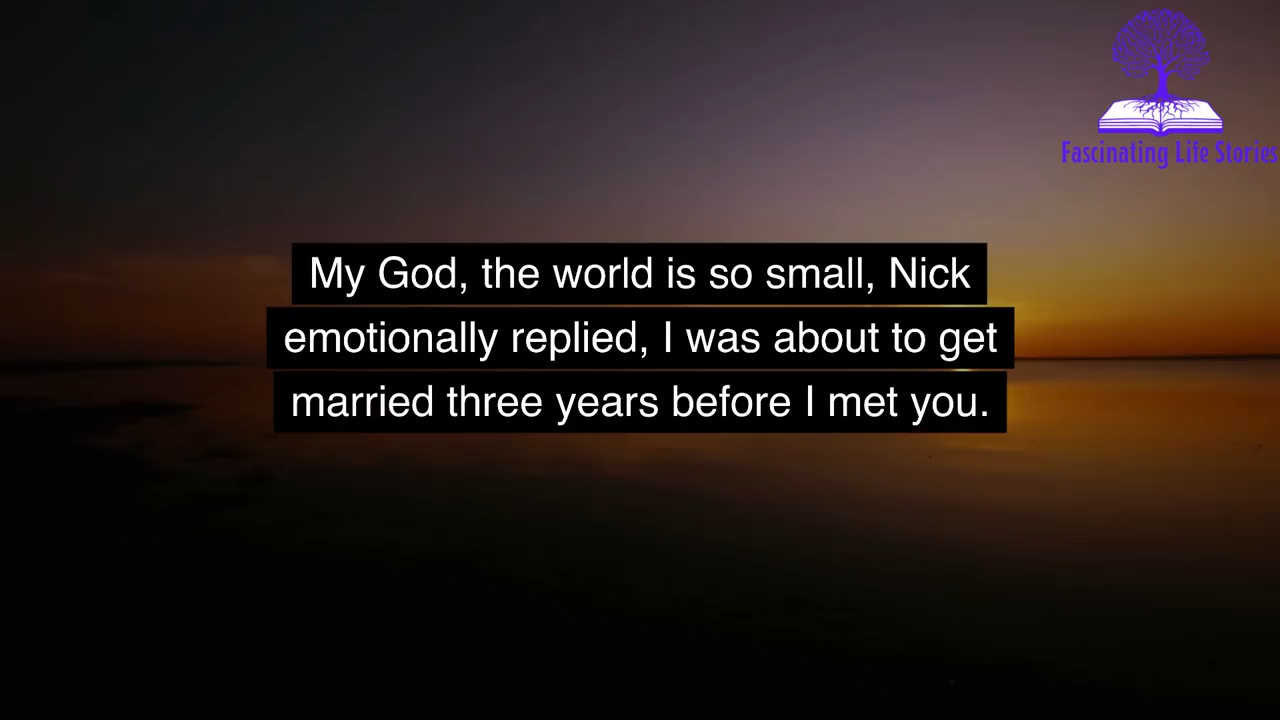 Fascinating Life Stories
My God, the world is so small, Nick
emotionally replied, I was about to get
married three years before I met you.